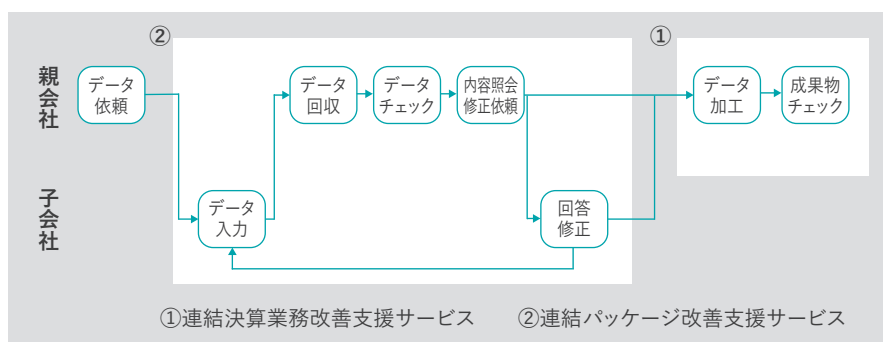 ②
①
親会社
データ
依頼
データ
回収
データ
チェック
内容照会
修正依頼
データ
加工
成果物
チェック
子会社
データ
入力
回答
修正
①連結決算業務改善支援サービス
②連結パッケージ改善支援サービス